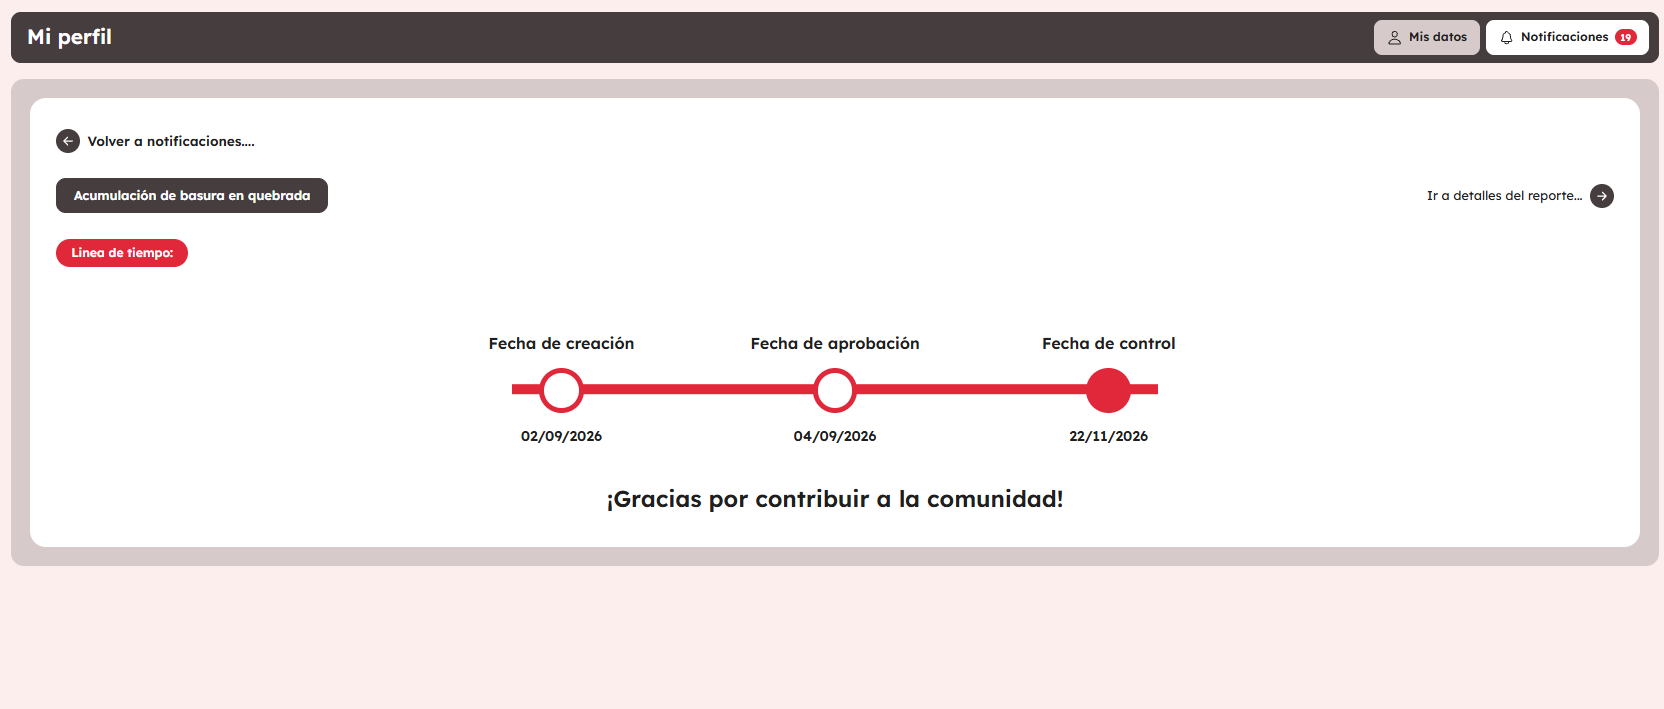 Mi perfil
Mis datos
Notificaciones 19
Volver a notificaciones....
Acumulación de basura en quebrada
Ir a detalles del reporte...
Linea de tiempo:
Fecha de creación
Fecha de aprobación
Fecha de control
02/09/2026
04/09/2026
22/11/2026
¡Gracias por contribuir a la comunidad!